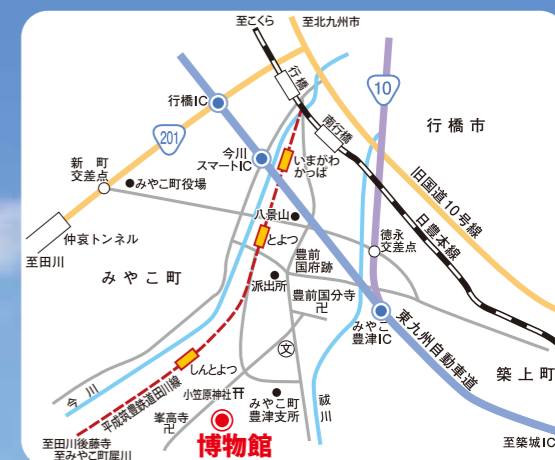 至こくら
至北九州市
行橋
行橋IC
10
201
南行橋
行橋市
今川
スマートIC
いまがわ
かっぱ
新町
交差点
みやこ町役場
旧国道10号線
日豊本線
八景山
徳永
交差点
仲哀トンネル
とよつ
豊前
国府跡
至田川
みやこ町
派出所
豊前国分寺
卍
みやこ
豊津IC
東九州自動車道
文
築上町
しんとよつ
今川
平成筑豊鉄道田川線
小笠原神社
みやこ町
豊津支所
祓川
峯高寺
卍
博物館
至田川後藤寺
至みやこ町犀川
至築城IC